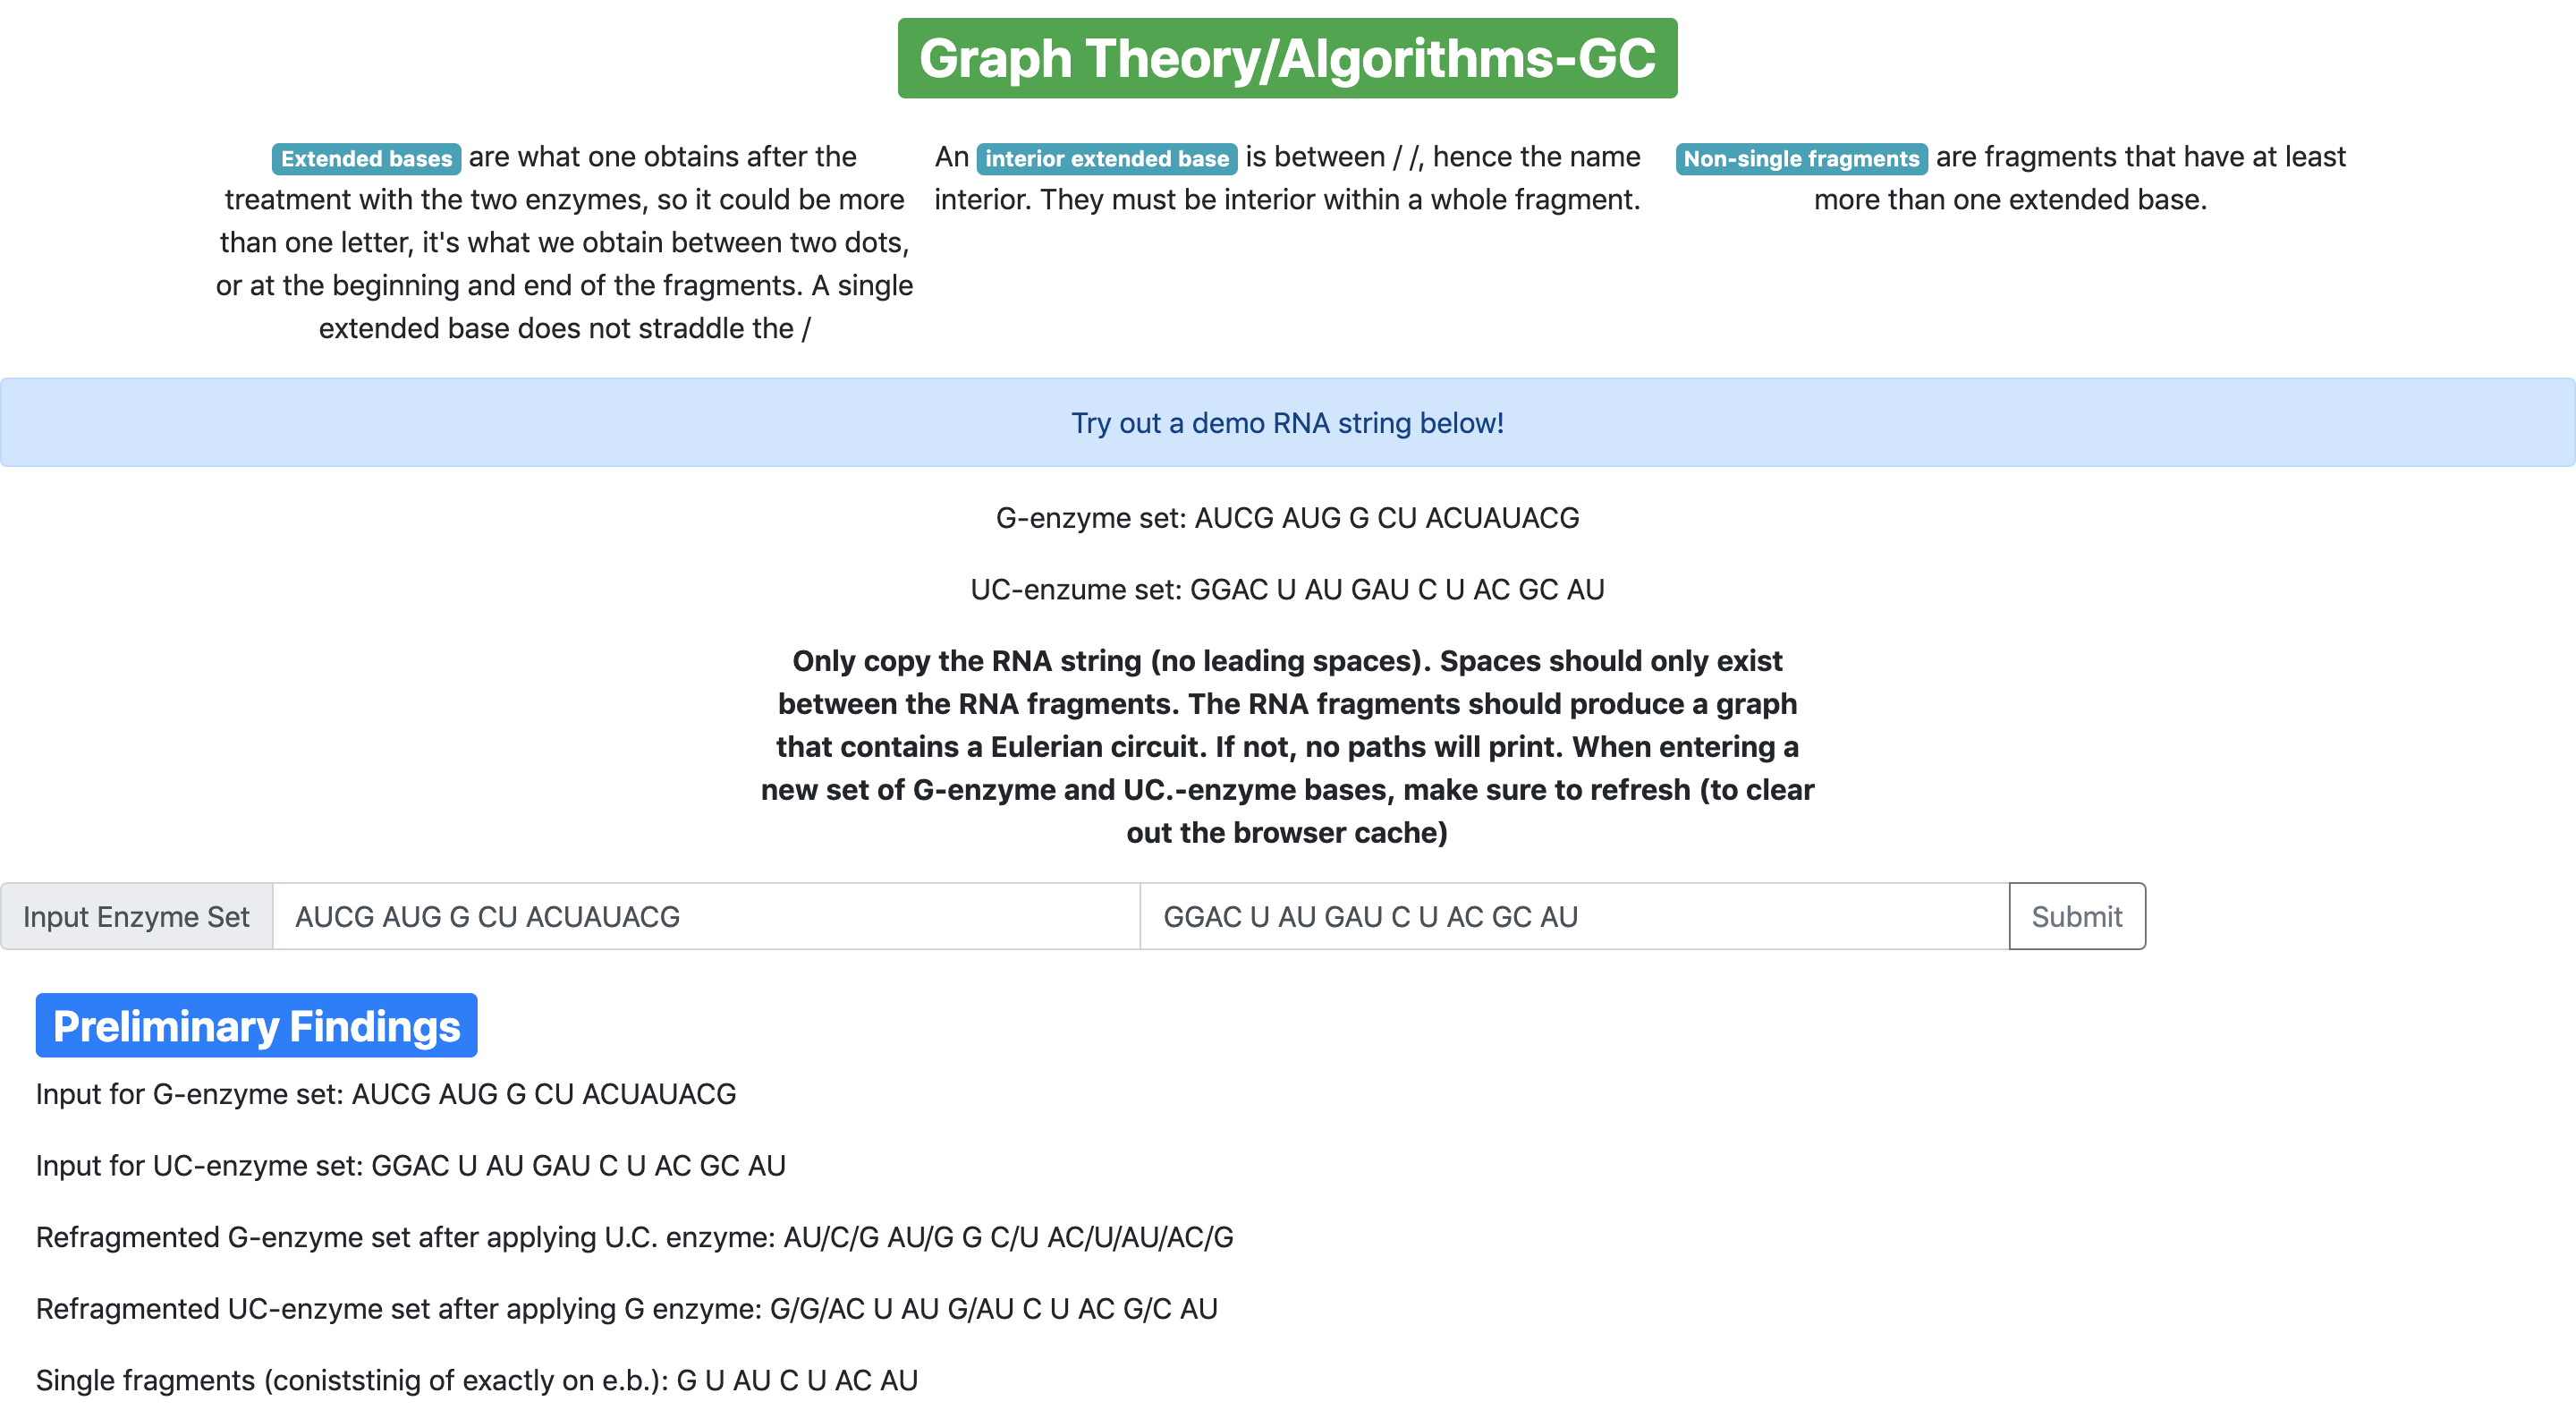 Graph Theory/Algorithms-GC
Extended bases are what one obtains after the
treatment with the two enzymes, so it could be more
than one letter, it's what we obtain between two dots,
or at the beginning and end of the fragments. A single
extended base does not straddle the /
An interior extended base is between / /, hence the name
interior. They must be interior within a whole fragment.
Non-single fragments are fragments that have at least
more than one extended base.
Try out a demo RNA string below!
G-enzyme set: AUCG AUG G CU ACUAUACG
UC-enzume set: GGAC U AU GAU C U AC GC AU
Only copy the RNA string (no leading spaces). Spaces should only exist
between the RNA fragments. The RNA fragments should produce a graph
that contains a Eulerian circuit. If not, no paths will print. When entering a
new set of G-enzyme and UC.-enzyme bases, make sure to refresh (to clear
out the browser cache)
Input Enzyme Set AUCG AUG G CU ACUAUACG GGAC U AU GAU C U AC GC AU Submit
Preliminary Findings
Input for G-enzyme set: AUCG AUG G CU ACUAUACG
Input for UC-enzyme set: GGAC U AU GAU C U AC GC AU
Refragmented G-enzyme set after applying U.C. enzyme: AU/C/G AU/G G C/U AC/U/AU/AC/G
Refragmented UC-enzyme set after applying G enzyme: G/G/AC U AU G/AU C U AC G/C AU
Single fragments (coniststinig of exactly on e.b.): G U AU C U AC AU